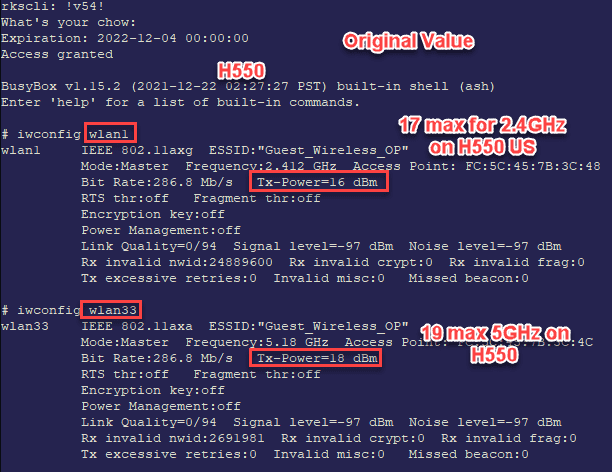 rkscli: !v54!
What's your chow:
Expiration: 2022-12-04 00:00:00
Access granted
Original Value
H550
BusyBox v1.15.2 (2021-12-22 02:27:27 PST) built-in shell (ash)
Enter 'help' for a list of built-in commands.
# iwconfig wlan1
17 max for 2.4GHz
on H550 US
wlan1 IEEE 802.11axg ESSID:"Guest_Wireless_OP"
Mode:Master Frequency:2.412 GHz Access Point: FC:5C:45:7B:3C:48
Bit Rate:286.8 Mb/s Tx-Power=16 dBm
RTS thr:off Fragment thr:off
Encryption key:off
Power Management:off
Link Quality=0/94 Signal level=-97 dBm Noise level=-97 dBm
Rx invalid nwid:24889600 Rx invalid crypt:0 Rx invalid frag:0
Tx excessive retries:0 Invalid misc:0 Missed beacon:0
# iwconfig wlan33
wlan33 IEEE 802.11axa ESSID:"Guest_Wireless_OP"
19 max 5GHz on
H550
Mode:Master Frequency:5.18 GHz Access Point: 7B:3C:4C
Bit Rate:286.8 Mb/s Tx-Power=18 dBm
RTS thr:off Fragment thr:off
Encryption key:off
Power Management:off
Link Quality=0/94 Signal level=-97 dBm Noise level=-97 dBm
Rx invalid nwid:2691981 Rx invalid crypt:0 Rx invalid frag:0
Tx excessive retries:0 Invalid misc:0 Missed beacon:0